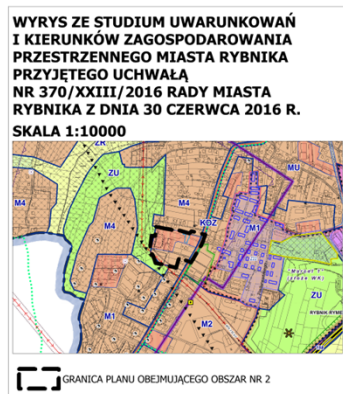 WYRYS ZE STUDIUM UWARUNKOWAŃ
I KIERUNKÓW ZAGOSPODAROWANIA
PRZESTRZENNEGO MIASTA RYBNIKA
PRZYJĘTEGO UCHWAŁĄ
NR 370/XXIII/2016 RADY MIASTA
RYBNIKA Z DNIA 30 CZERWCA 2016 R.
SKALA 1:10000
ZR
MU
ZU
M4
M4
M4
KDZ
M1
ZU
M1
M2
GRANICA PLANU OBEJMUJĄCEGO OBSZAR NR 2